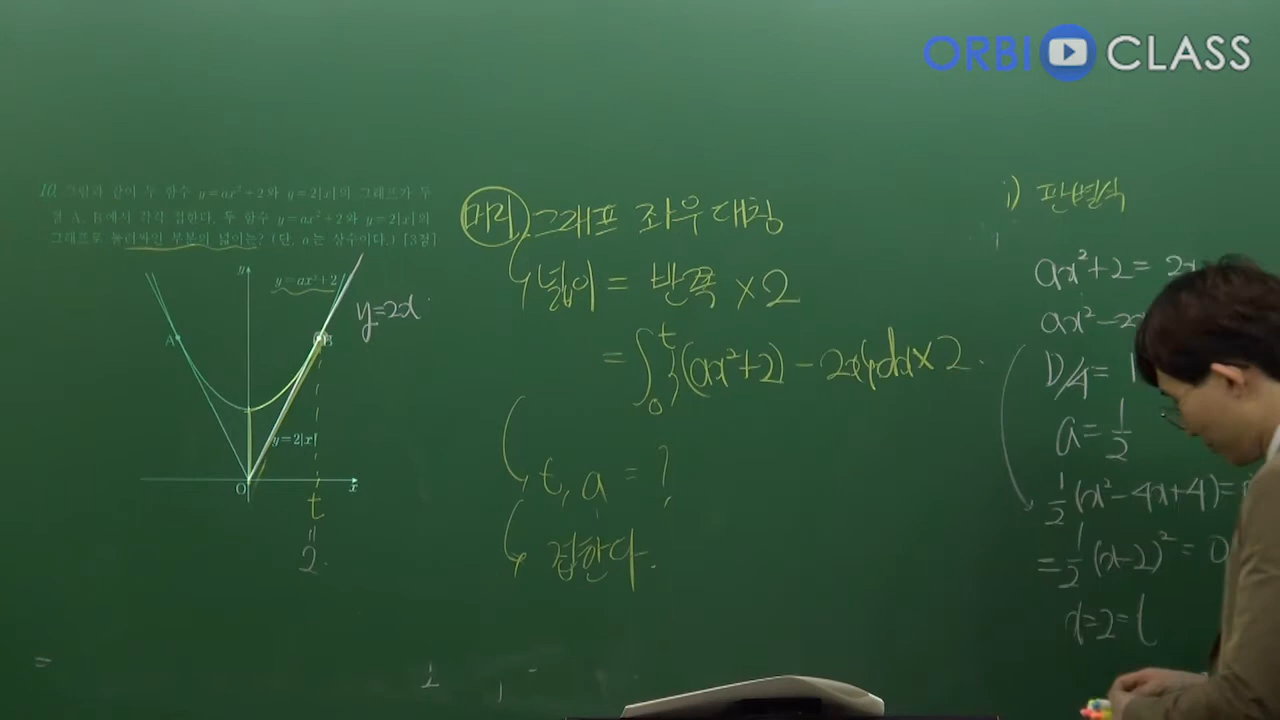 ORBI CLASS
10. 그림과 같이 두 함수 y=ax²+2와 y=2|x|의 그래프가 두
점 A, B에서 각각 접한다. 두 함수 y=ax²+2와 y=2|x|의
그래프로 둘러싸인 부분의 넓이는? (단, a는 상수이다.) [3점]
y
y=ax²+2
y=2x
A
B
y=2|x|
O
x
t
=
2
머리 그래프 좌우대칭
넓이 = 반쪽 ×2
= ∫₀ᵗ{(ax²+2) - 2x}dx×2.
t, a = ?
접한다.
i) 판별식
ax²+2 = 2x
ax²-2x
D/4 = 1
a = 1/2
1/2(x²-4x+4)=
= 1/2(x-2)² = 0
x=2=t